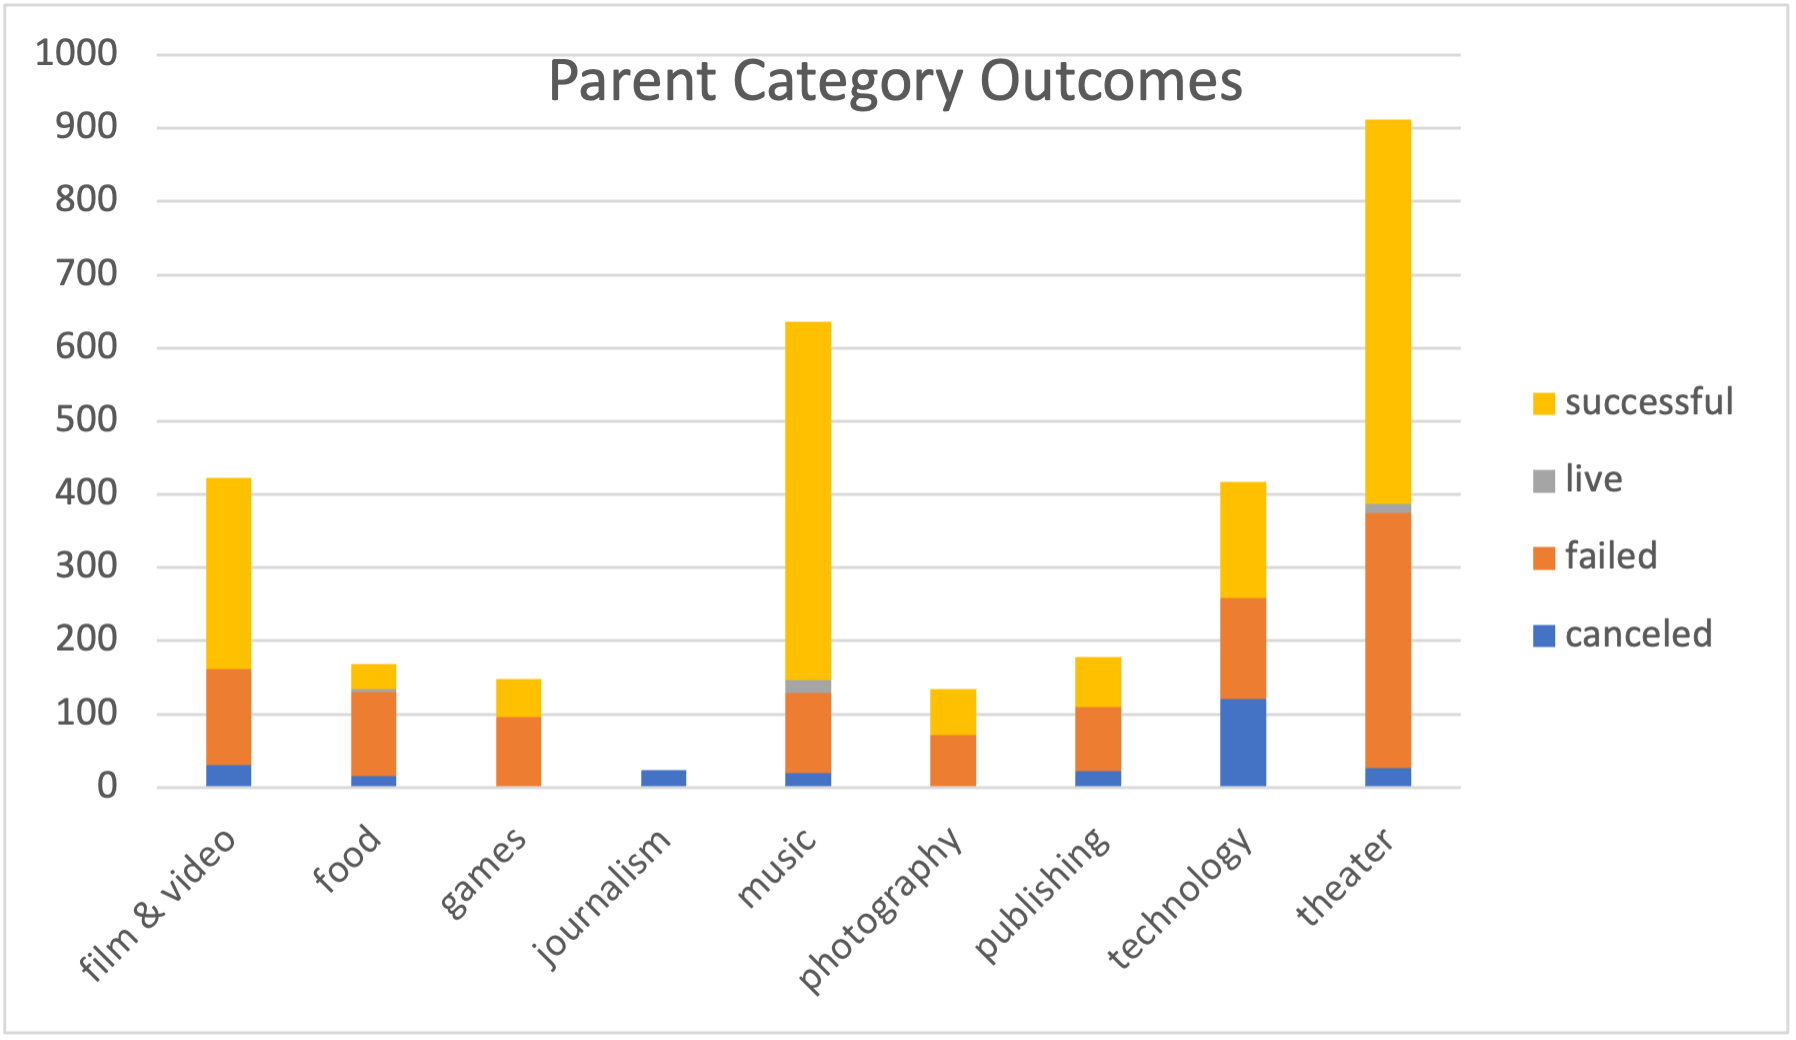 Parent Category Outcomes
1000
900
800
700
600
500
400
300
200
100
0
film & video
food
games
journalism
music
photography
publishing
technology
theater
successful
live
failed
canceled